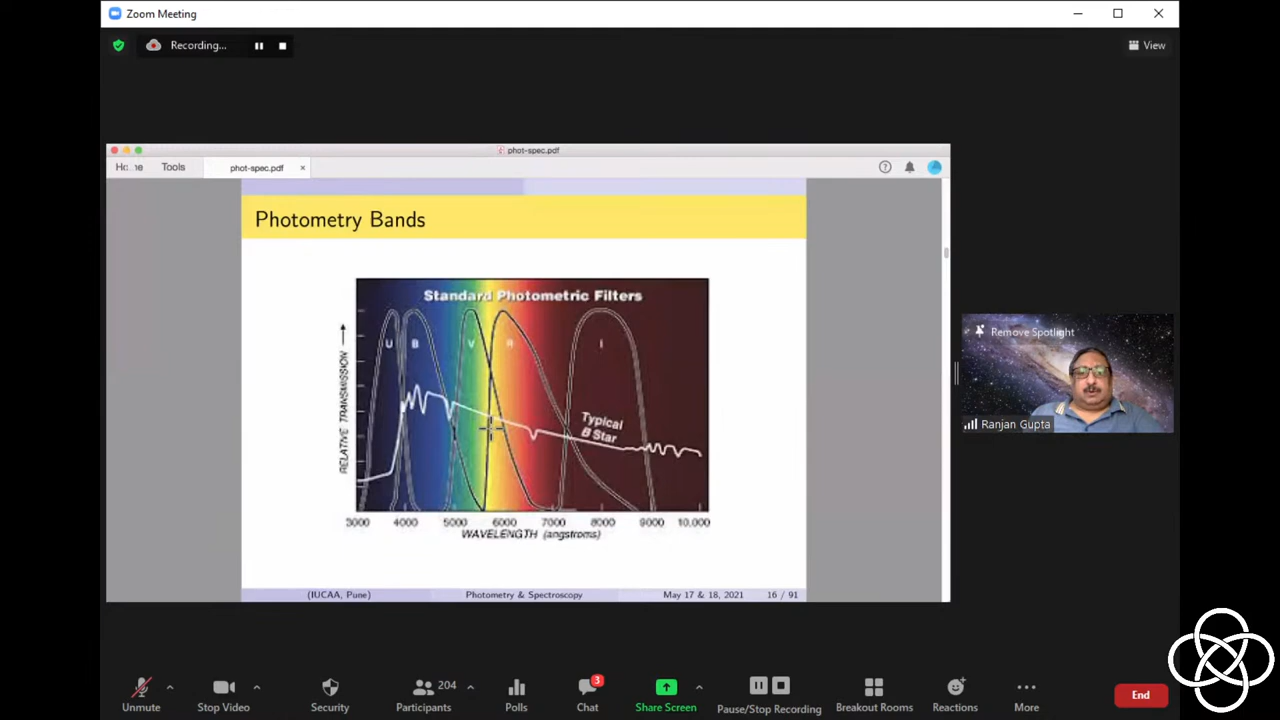 Zoom Meeting
Recording...
View
phot-spec.pdf
Tools
phot-spec.pdf
Photometry Bands
Standard Photometric Filters
U B V R I
RELATIVE TRANSMISSION
Typical
B Star
3000 4000 5000 6000 7000 8000 9000 10,000
WAVELENGTH (angstroms)
(IUCAA, Pune) Photometry & Spectroscopy May 17 & 18, 2021 16 / 91
Remove Spotlight
Ranjan Gupta
Unmute
Stop Video
Security
204
Participants
Polls
3
Chat
Share Screen
Pause/Stop Recording
Breakout Rooms
Reactions
More
End